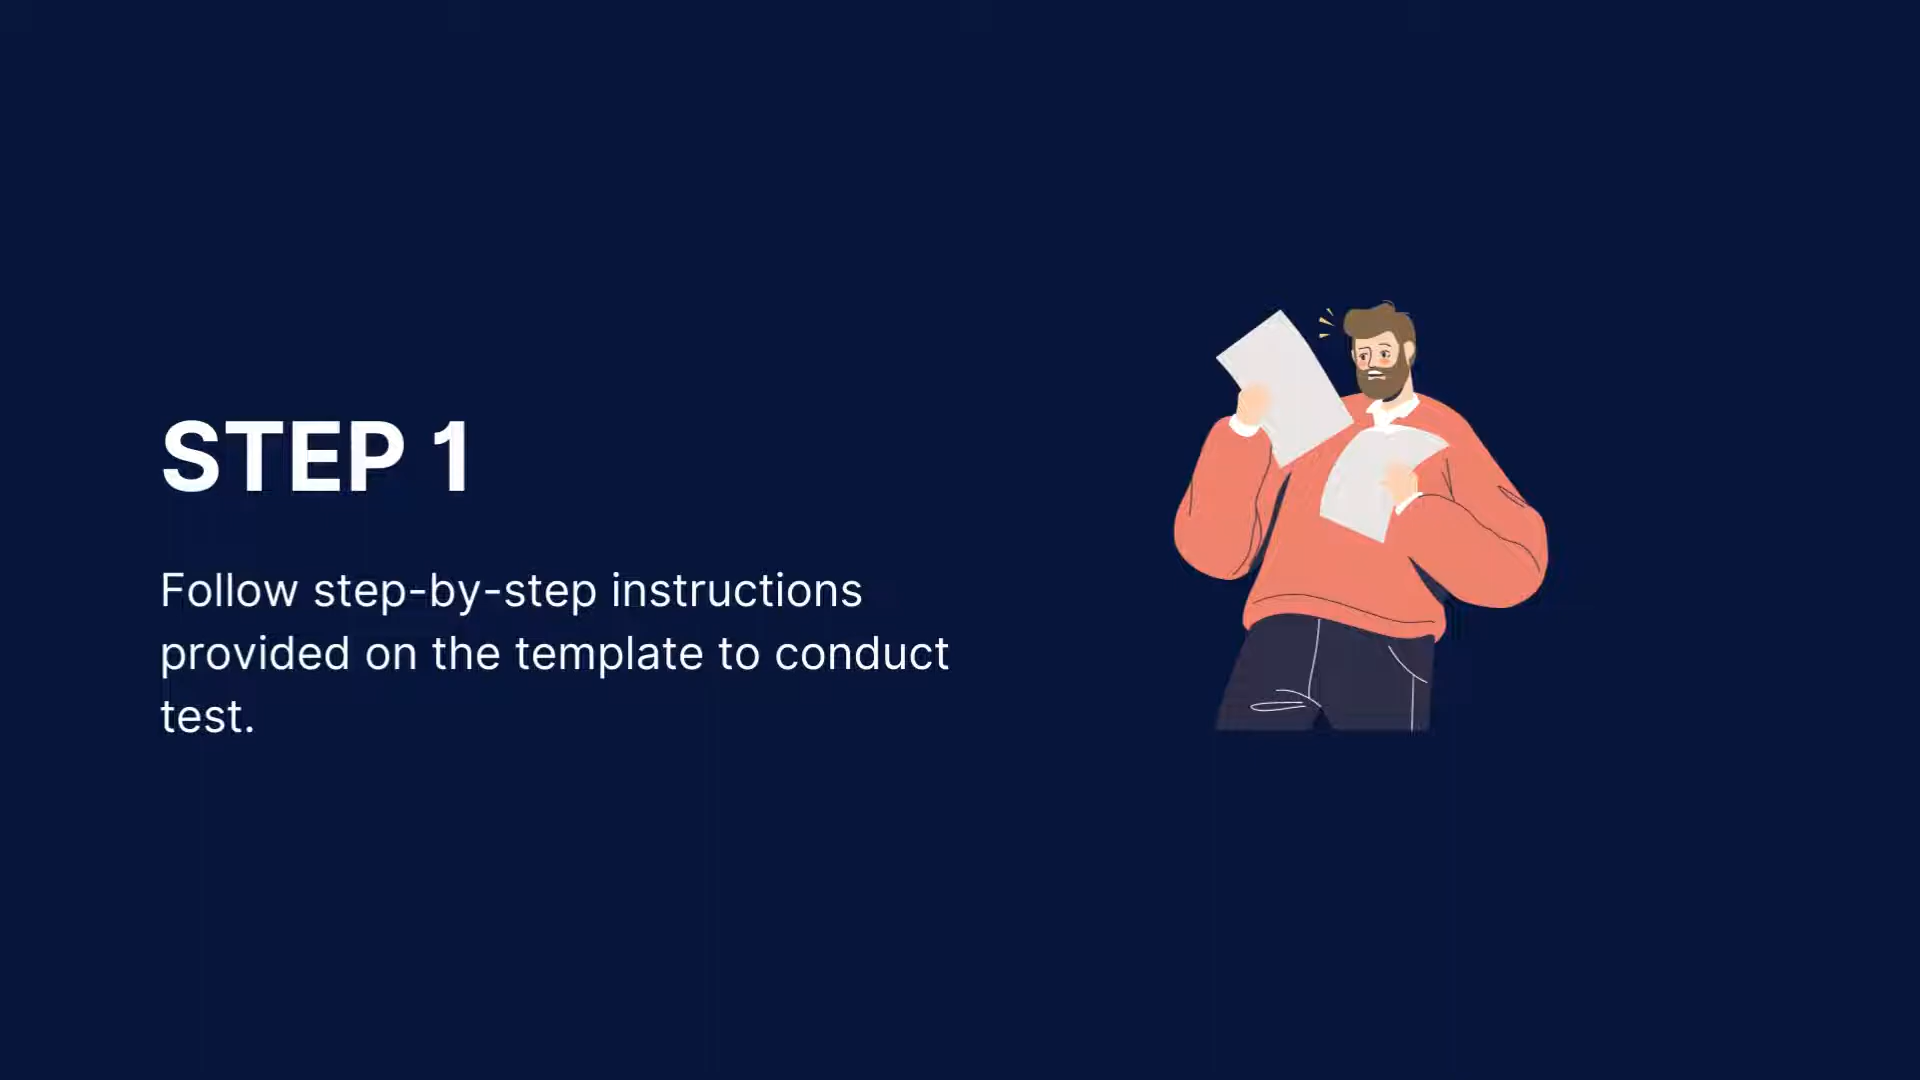 STEP 1
Follow step-by-step instructions
provided on the template to conduct
test.